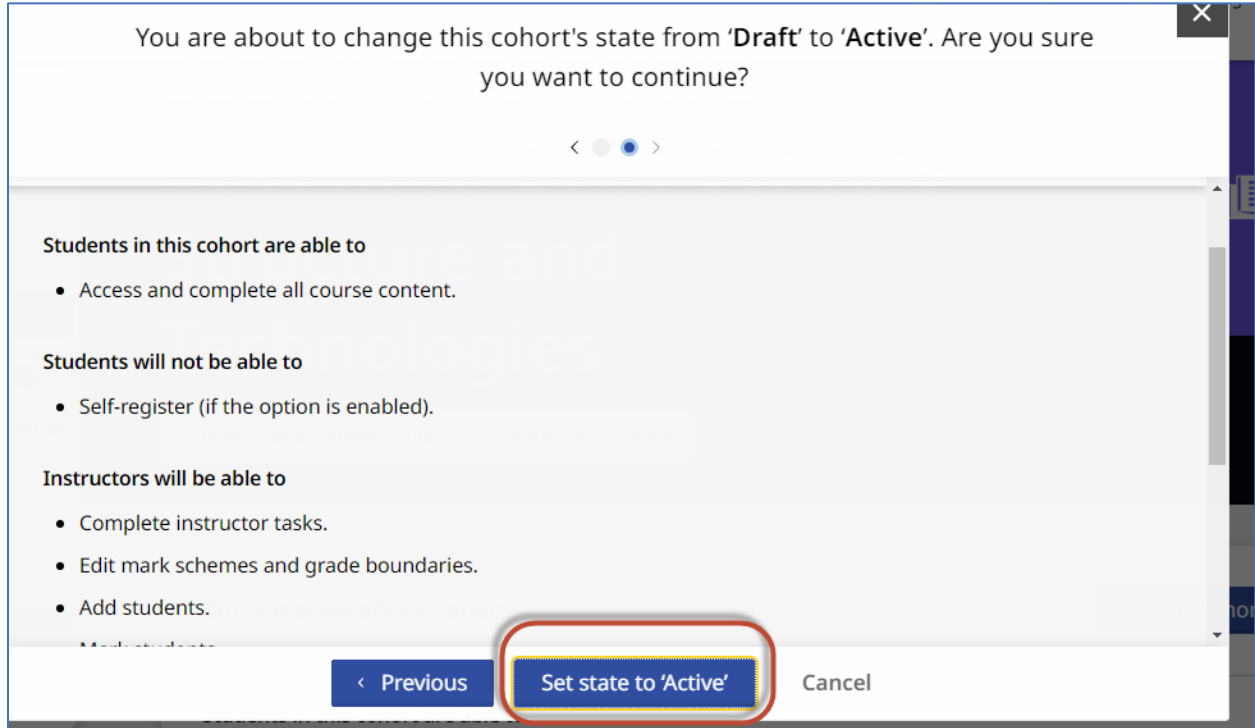 You are about to change this cohort's state from ‘Draft’ to ‘Active’. Are you sure
you want to continue?
Students in this cohort are able to
Access and complete all course content.
Students will not be able to
Self-register (if the option is enabled).
Instructors will be able to
Complete instructor tasks.
Edit mark schemes and grade boundaries.
Add students.
Mark students.
Previous
Set state to ‘Active’
Cancel